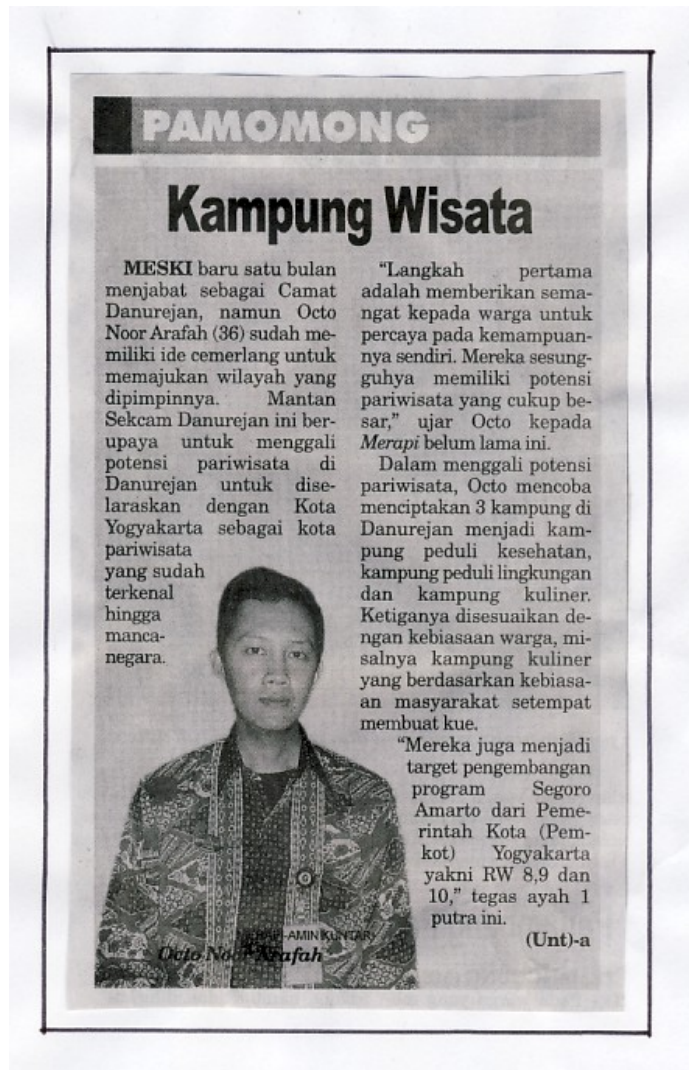 PAMOMONG
Kampung Wisata
MESKI baru satu bulan
menjabat sebagai Camat
Danurejan, namun Octo
Noor Arafah (36) sudah me-
miliki ide cemerlang untuk
memajukan wilayah yang
dipimpinnya. Mantan
Sekcam Danurejan ini ber-
upaya untuk menggali
potensi pariwisata di
Danurejan untuk dise-
laraskan dengan Kota
Yogyakarta sebagai kota
pariwisata
yang sudah
terkenal
hingga
manca-
negara.
"Langkah pertama
adalah memberikan sema-
ngat kepada warga untuk
percaya pada kemampuan-
nya sendiri. Mereka sesung-
guhya memiliki potensi
pariwisata yang cukup be-
sar," ujar Octo kepada
Merapi belum lama ini.
Dalam menggali potensi
pariwisata, Octo mencoba
menciptakan 3 kampung di
Danurejan menjadi kam-
pung peduli kesehatan,
kampung peduli lingkungan
dan kampung kuliner.
Ketiganya disesuaikan de-
ngan kebiasaan warga, mi-
salnya kampung kuliner
yang berdasarkan kebiasa-
an masyarakat setempat
membuat kue.
"Mereka juga menjadi
target pengembangan
program Segoro
Amarto dari Peme-
rintah Kota (Pem-
kot) Yogyakarta
yakni RW 8,9 dan
10," tegas ayah 1
putra ini.
(Unt)-a
MERAPI-AMIN KUNTARI
Octo Noor Arafah